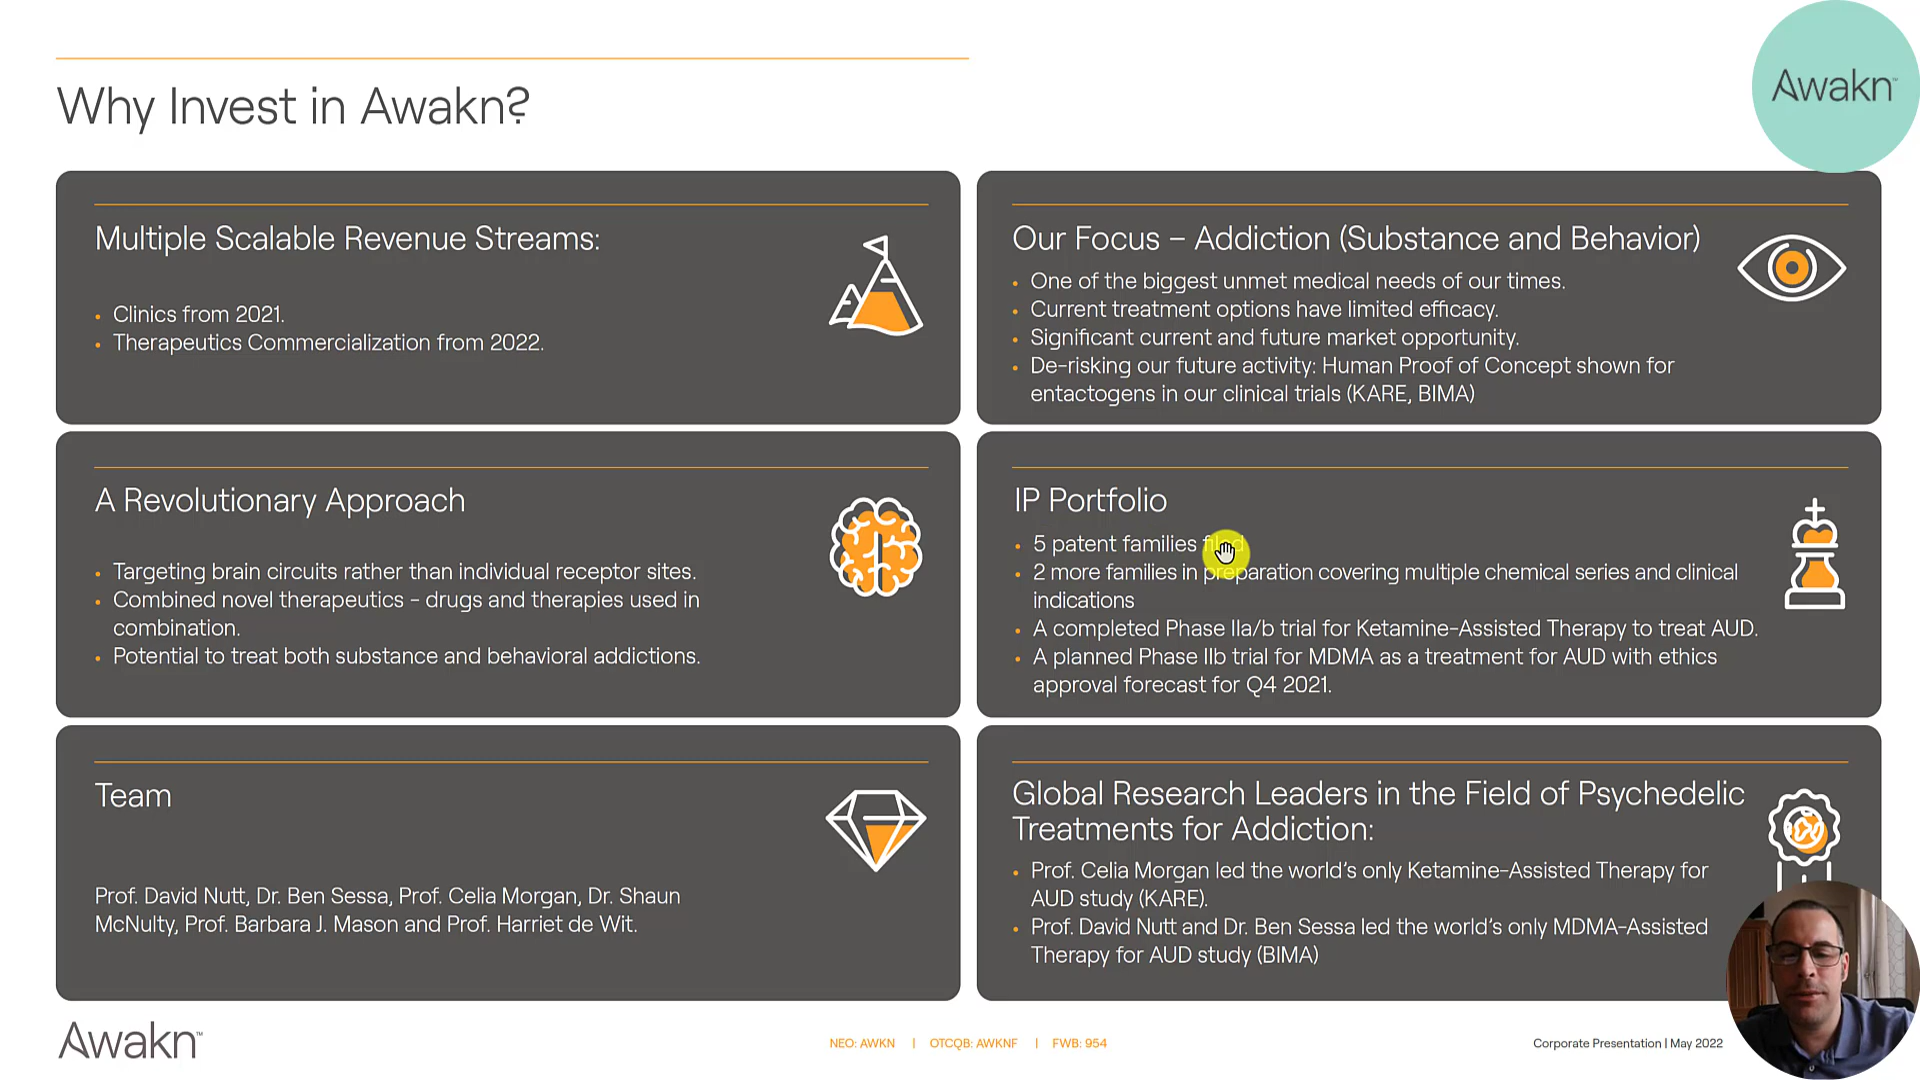 Why Invest in Awakn?
Awakn™
Multiple Scalable Revenue Streams:
• Clinics from 2021.
• Therapeutics Commercialization from 2022.
Our Focus – Addiction (Substance and Behavior)
• One of the biggest unmet medical needs of our times.
• Current treatment options have limited efficacy.
• Significant current and future market opportunity.
• De-risking our future activity: Human Proof of Concept shown for
entactogens in our clinical trials (KARE, BIMA)
A Revolutionary Approach
• Targeting brain circuits rather than individual receptor sites.
• Combined novel therapeutics - drugs and therapies used in
combination.
• Potential to treat both substance and behavioral addictions.
IP Portfolio
• 5 patent families filed
• 2 more families in preparation covering multiple chemical series and clinical
indications
• A completed Phase IIa/b trial for Ketamine-Assisted Therapy to treat AUD.
• A planned Phase IIb trial for MDMA as a treatment for AUD with ethics
approval forecast for Q4 2021.
Team
Prof. David Nutt, Dr. Ben Sessa, Prof. Celia Morgan, Dr. Shaun
McNulty, Prof. Barbara J. Mason and Prof. Harriet de Wit.
Global Research Leaders in the Field of Psychedelic
Treatments for Addiction:
• Prof. Celia Morgan led the world's only Ketamine-Assisted Therapy for
AUD study (KARE).
• Prof. David Nutt and Dr. Ben Sessa led the world's only MDMA-Assisted
Therapy for AUD study (BIMA)
Awakn™
NEO: AWKN | OTCQB: AWKNF | FWB: 954
Corporate Presentation | May 2022